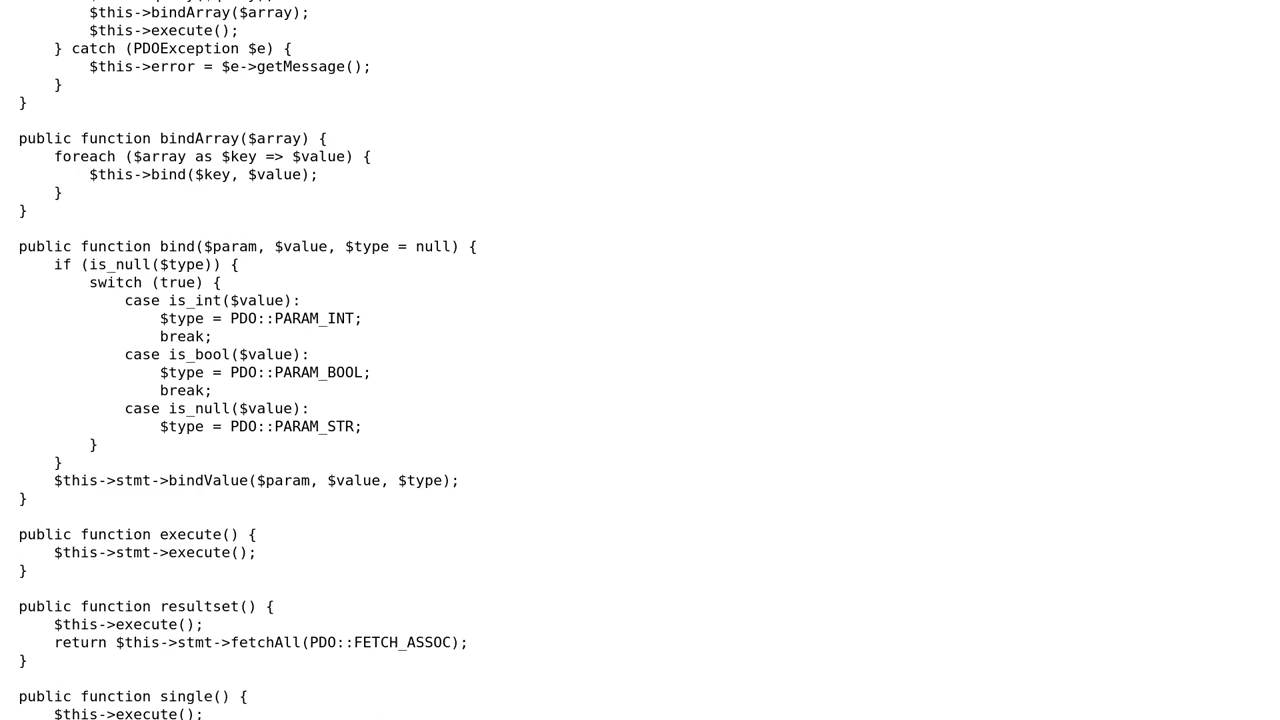 $this->bindArray($array);
$this->execute();
} catch (PDOException $e) {
$this->error = $e->getMessage();
}
}
public function bindArray($array) {
foreach ($array as $key => $value) {
$this->bind($key, $value);
}
}
public function bind($param, $value, $type = null) {
if (is_null($type)) {
switch (true) {
case is_int($value):
$type = PDO::PARAM_INT;
break;
case is_bool($value):
$type = PDO::PARAM_BOOL;
break;
case is_null($value):
$type = PDO::PARAM_STR;
}
}
$this->stmt->bindValue($param, $value, $type);
}
public function execute() {
$this->stmt->execute();
}
public function resultset() {
$this->execute();
return $this->stmt->fetchAll(PDO::FETCH_ASSOC);
}
public function single() {
$this->execute();